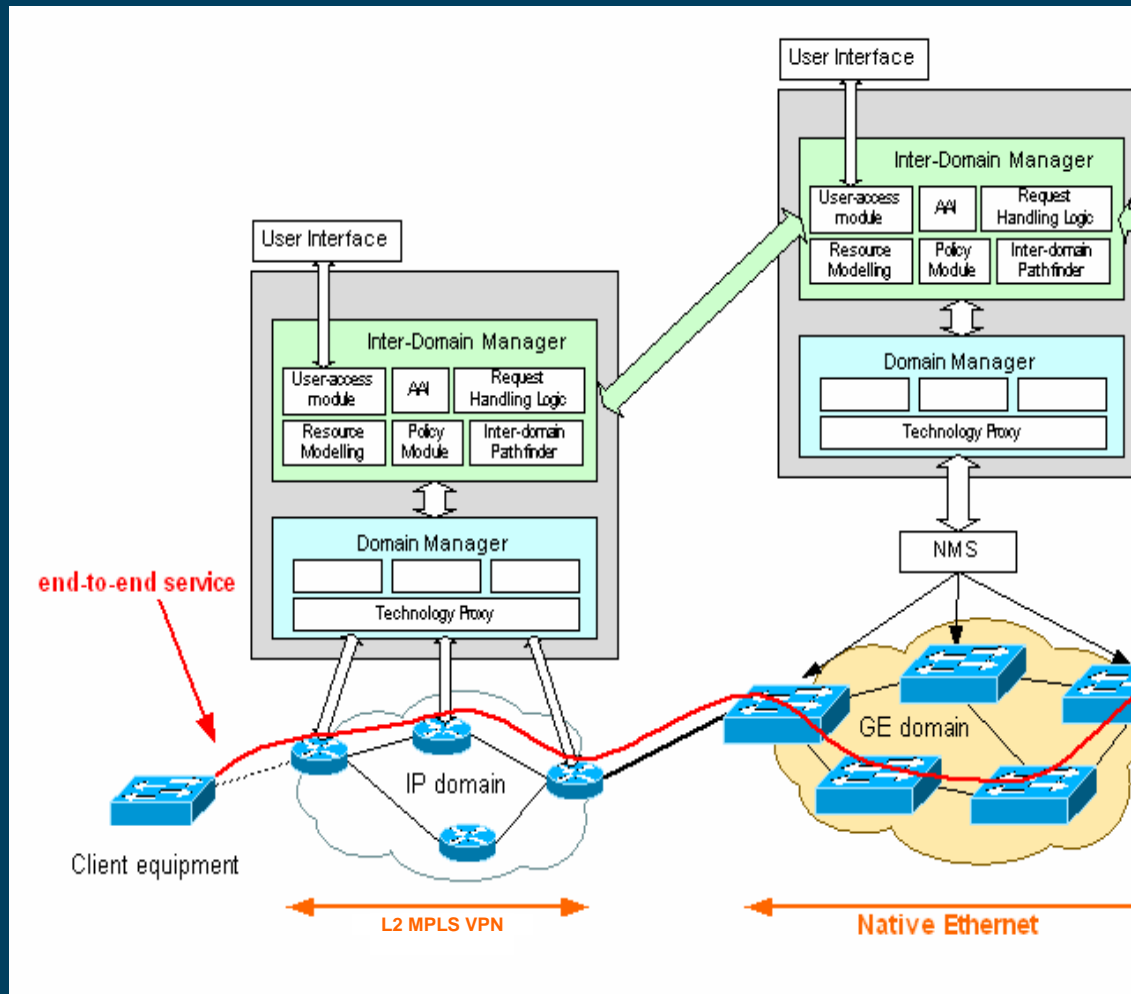 User Interface
Inter-Domain Manager
User-access
module
AAI
Request
Handling Logic
Resource
Modelling
Policy
Module
Inter-domain
Pathfinder
Domain Manager
Technology Proxy
NMS
GE domain
Native Ethernet
User Interface
Inter-Domain Manager
User-access
module
AAI
Request
Handling Logic
Resource
Modelling
Policy
Module
Inter-domain
Pathfinder
Domain Manager
Technology Proxy
end-to-end service
IP domain
Client equipment
L2 MPLS VPN